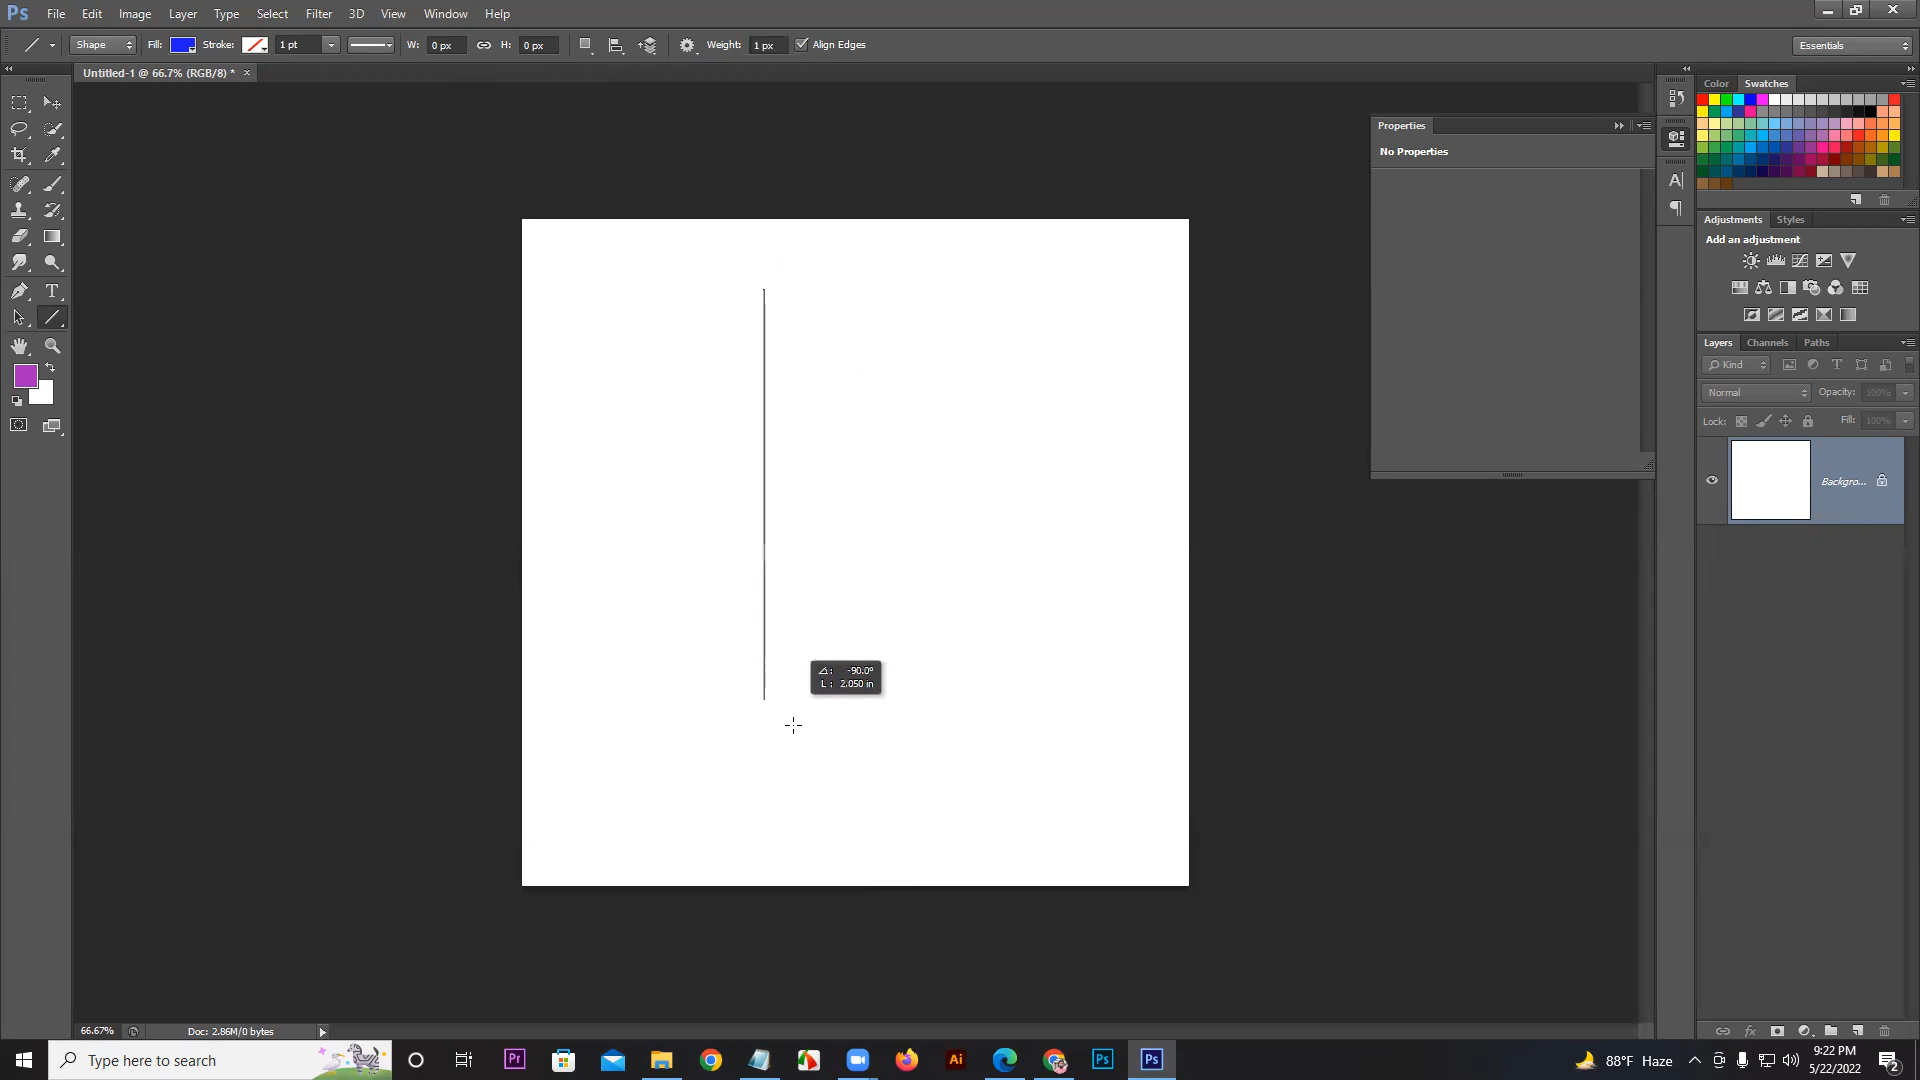 Ps File Edit Image Layer Type Select Filter 3D View Window Help
Shape Fill: Stroke: 1 pt W: 0 px H: 0 px Weight: 1 px Align Edges Essentials
Untitled-1 @ 66.7% (RGB/8) * ×
Color Swatches
Properties
No Properties
Adjustments Styles
Add an adjustment
Layers Channels Paths
Kind
Normal Opacity: 100%
Lock: Fill: 100%
Backgro...
-90.0°
L : 2.050 in
66.67% Doc: 2.86M/0 bytes
Type here to search
Pr Ai Ps Ps
88°F Haze
9:22 PM
5/22/2022
2